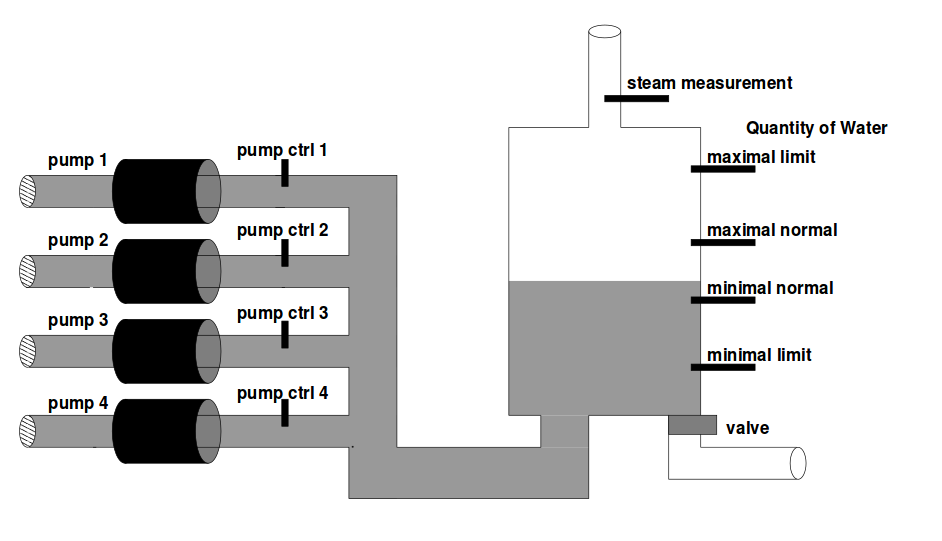 steam measurement
Quantity of Water
maximal limit
maximal normal
minimal normal
minimal limit
valve
pump 1
pump ctrl 1
pump 2
pump ctrl 2
pump 3
pump ctrl 3
pump 4
pump ctrl 4